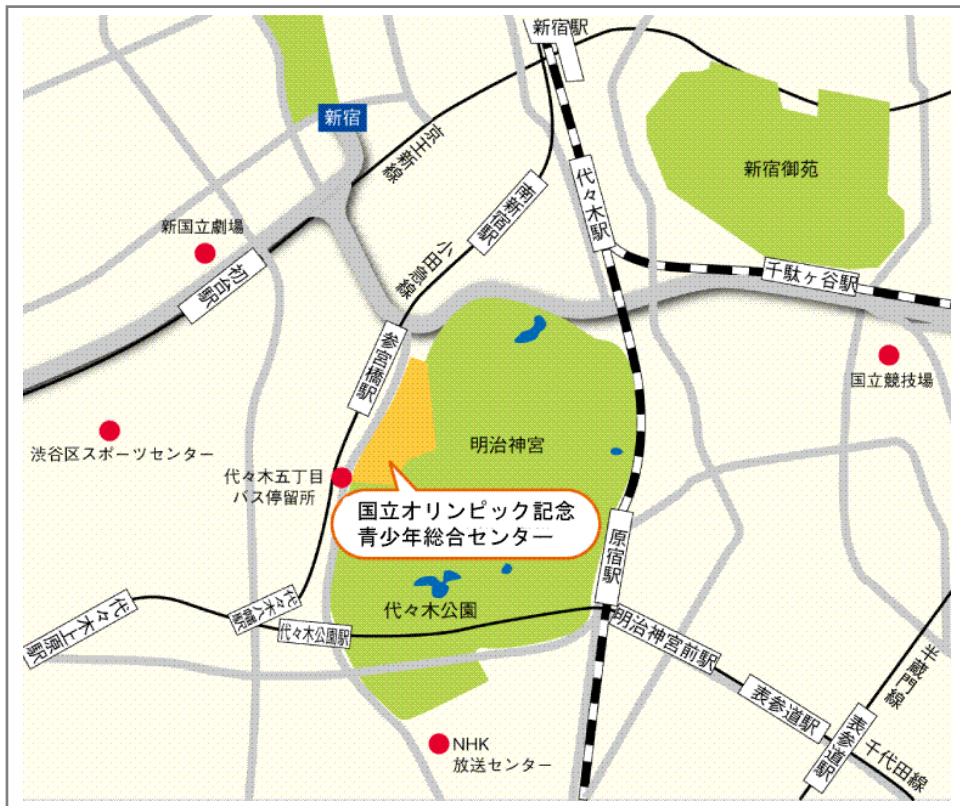 新宿駅
新宿
京王新線
新宿御苑
代々木駅
南新宿駅
新国立劇場
小田急線
初台駅
千駄ヶ谷駅
参宮橋駅
国立競技場
明治神宮
渋谷区スポーツセンター
代々木五丁目
バス停留所
国立オリンピック記念
青少年総合センター
原宿駅
代々木公園
代々木八幡駅
代々木上原駅
代々木公園駅
明治神宮前駅
半蔵門線
表参道駅
表参道駅
千代田線
NHK
放送センター